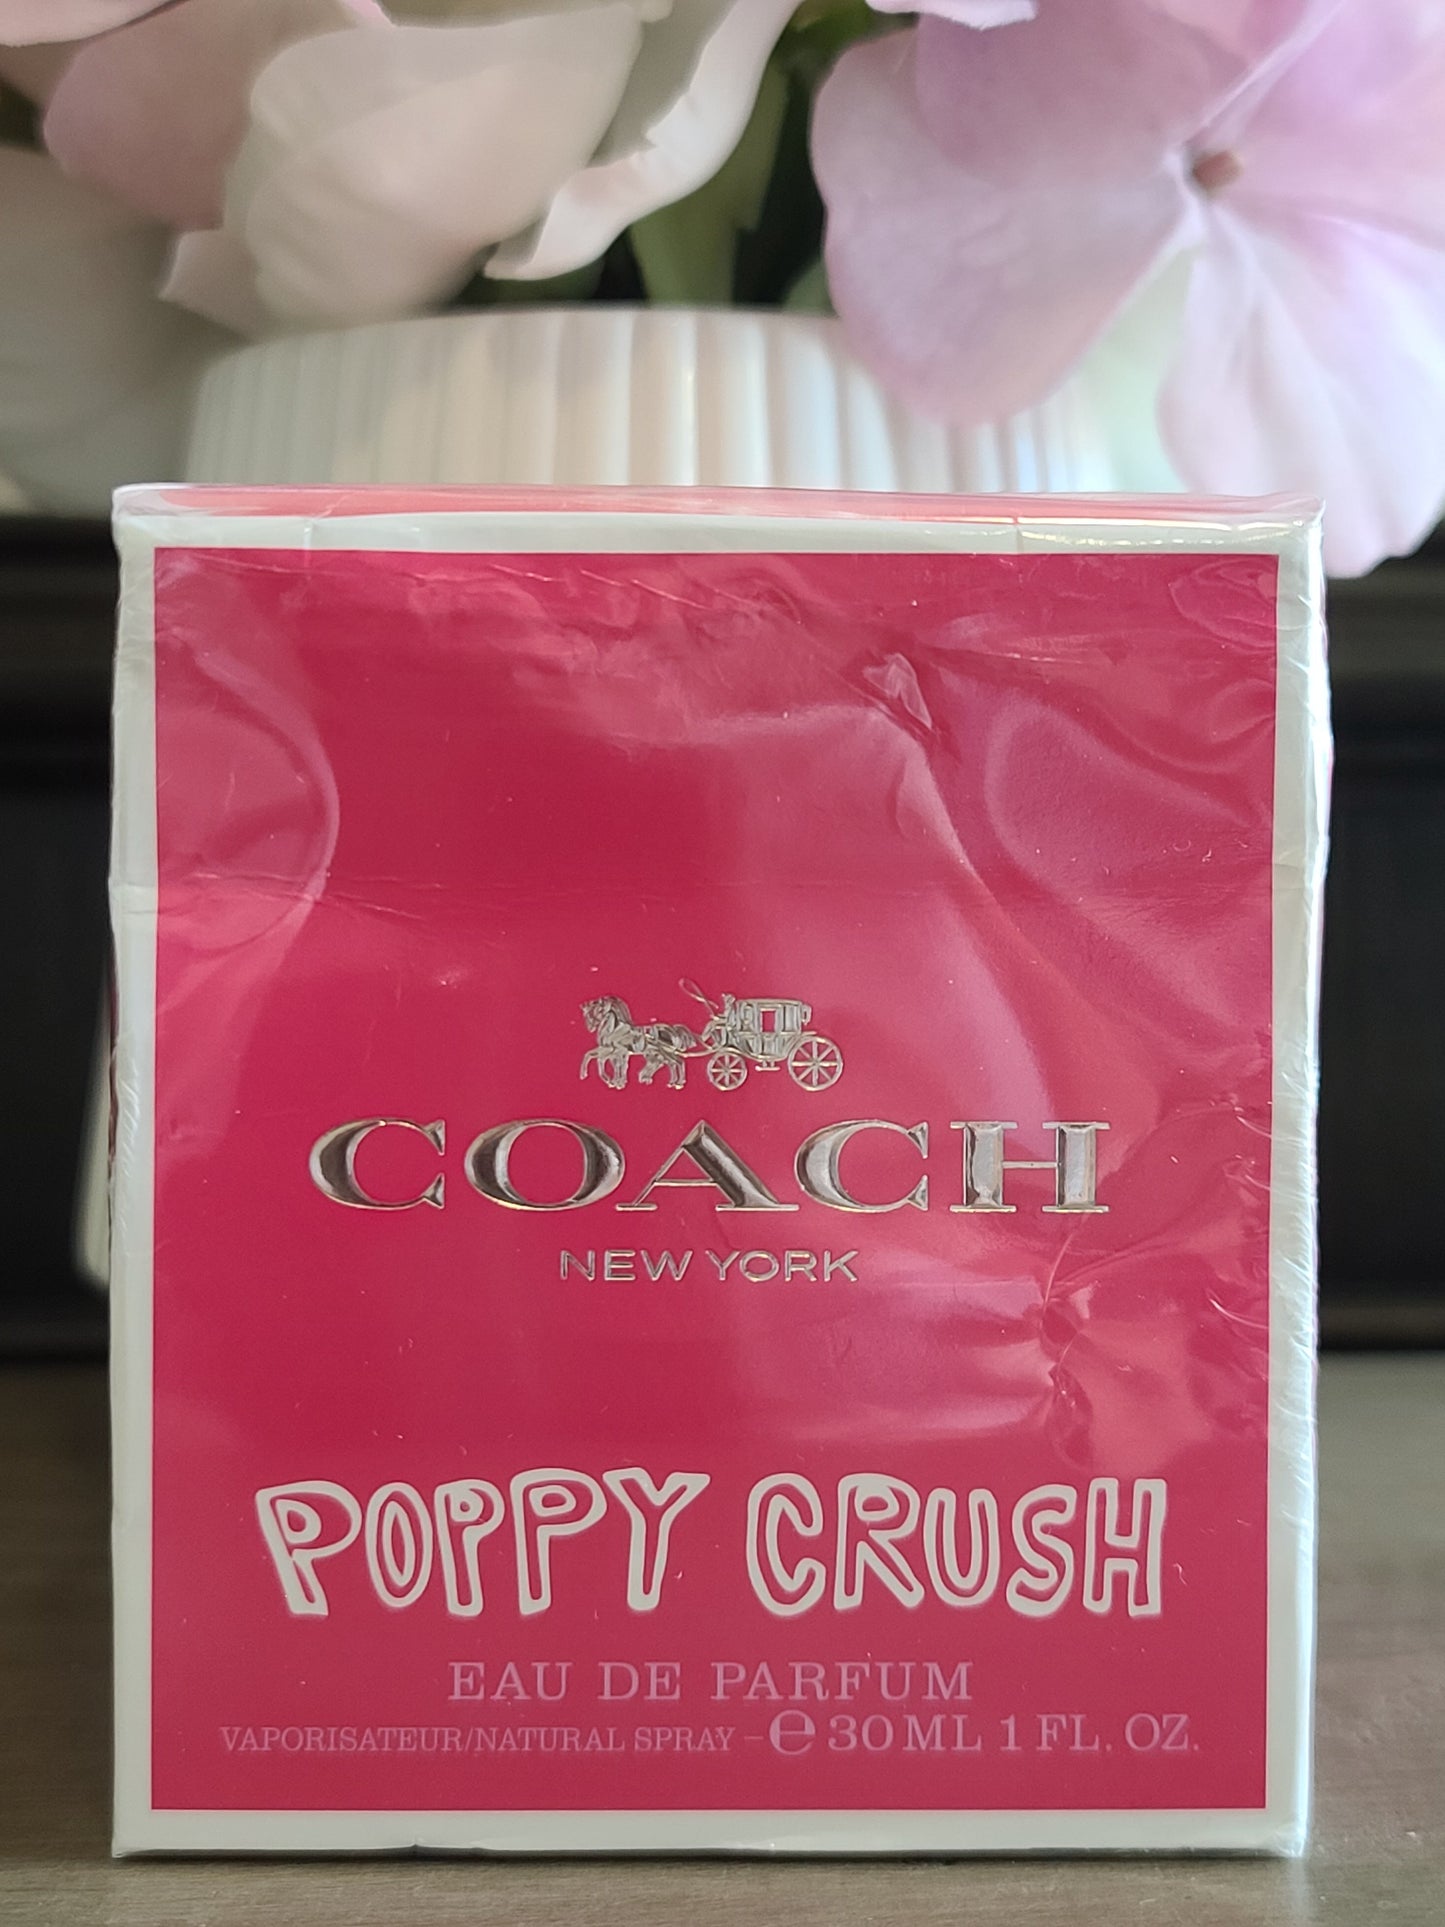 COACH
NEW YORK
POPPY CRUSH
EAU DE PARFUM
VAPORISATEUR/NATURAL SPRAY – ℮ 30 ML 1 FL. OZ.